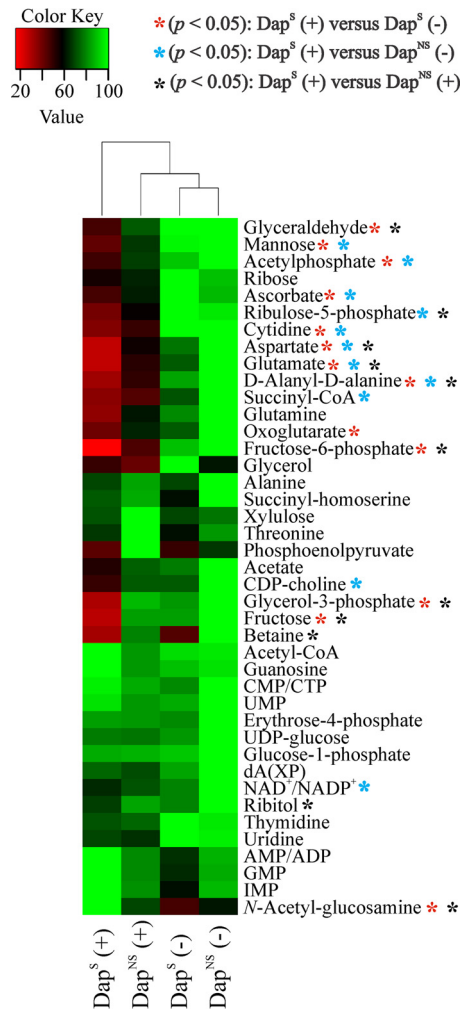 Color Key
20 60 100
Value
* (p < 0.05): Dap^S (+) versus Dap^S (-)
* (p < 0.05): Dap^S (+) versus Dap^NS (-)
* (p < 0.05): Dap^S (+) versus Dap^NS (+)
Glyceraldehyde * *
Mannose * *
Acetylphosphate * *
Ribose
Ascorbate * *
Ribulose-5-phosphate * *
Cytidine * *
Aspartate * * *
Glutamate * * *
D-Alanyl-D-alanine * * *
Succinyl-CoA *
Glutamine
Oxoglutarate *
Fructose-6-phosphate * *
Glycerol
Alanine
Succinyl-homoserine
Xylulose
Threonine
Phosphoenolpyruvate
Acetate
CDP-choline *
Glycerol-3-phosphate * *
Fructose * *
Betaine *
Acetyl-CoA
Guanosine
CMP/CTP
UMP
Erythrose-4-phosphate
UDP-glucose
Glucose-1-phosphate
dA(XP)
NAD⁺/NADP⁺ *
Ribitol *
Thymidine
Uridine
AMP/ADP
GMP
IMP
N-Acetyl-glucosamine * *
Dap^S (+)
Dap^NS (+)
Dap^S (-)
Dap^NS (-)